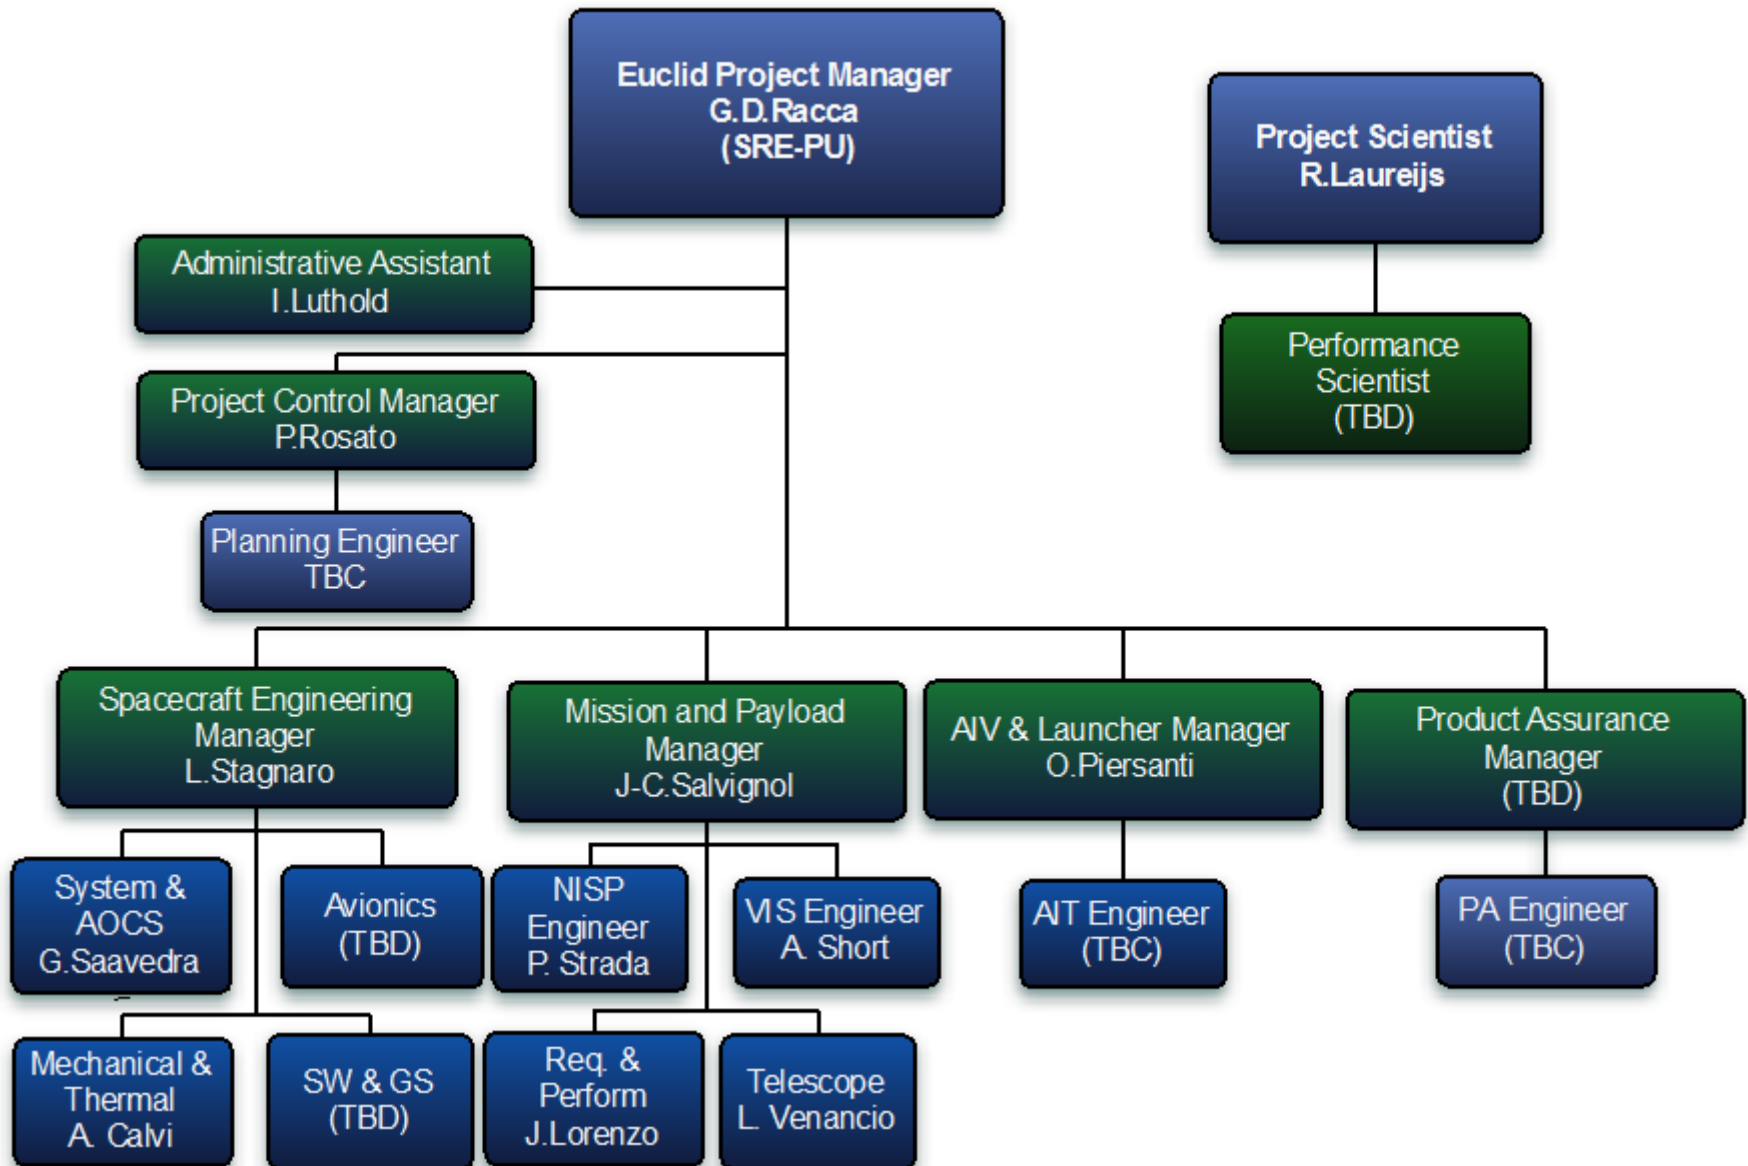 Euclid Project Manager
G.D.Racca
(SRE-PU)
Project Scientist
R.Laureijs
Administrative Assistant
I.Luthold
Performance
Scientist
(TBD)
Project Control Manager
P.Rosato
Planning Engineer
TBC
Spacecraft Engineering
Manager
L.Stagnaro
Mission and Payload
Manager
J-C.Salvignol
AIV & Launcher Manager
O.Piersanti
Product Assurance
Manager
(TBD)
System &
AOCS
G.Saavedra
Avionics
(TBD)
NISP
Engineer
P. Strada
VIS Engineer
A. Short
AIT Engineer
(TBC)
PA Engineer
(TBC)
Mechanical &
Thermal
A. Calvi
SW & GS
(TBD)
Req. &
Perform
J.Lorenzo
Telescope
L. Venancio